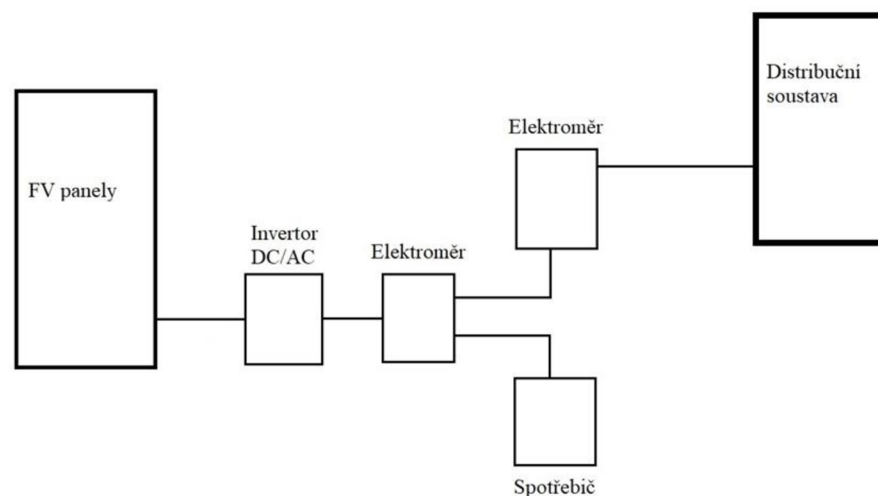 Distribuční
soustava
Elektroměr
FV panely
Invertor
DC/AC
Elektroměr
Spotřebič